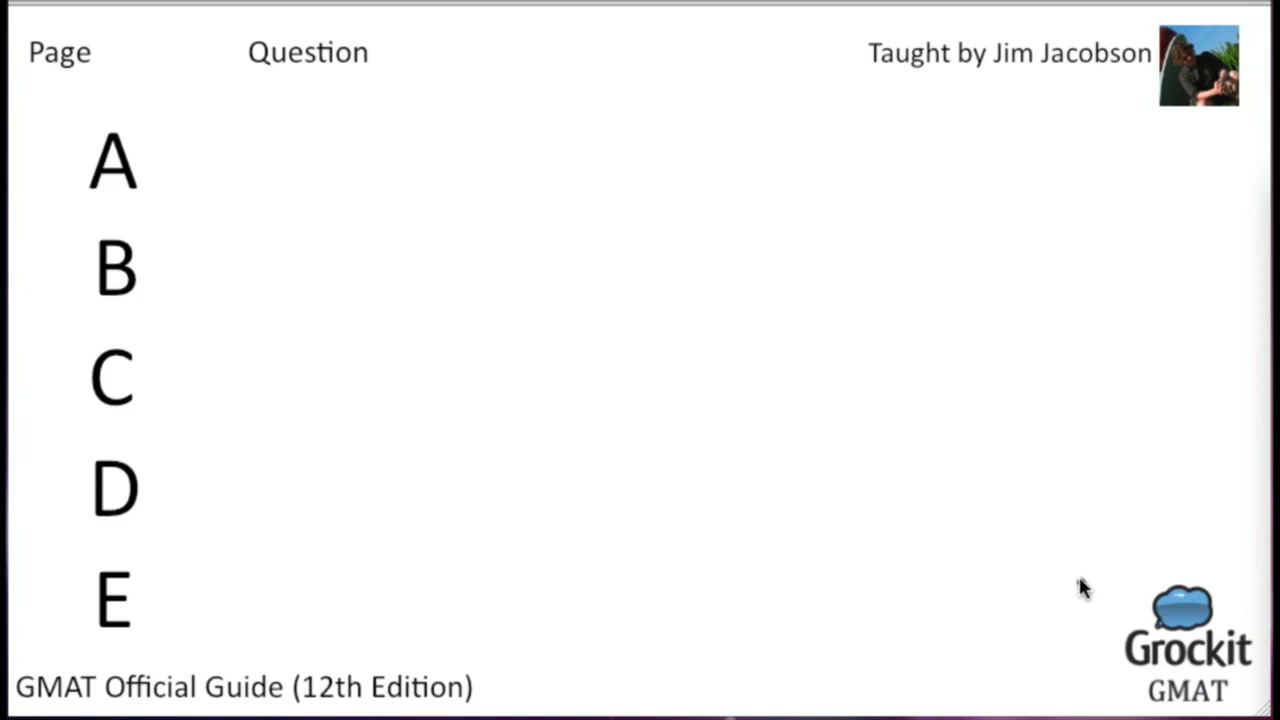 Page Question Taught by Jim Jacobson
A
B
C
D
E
Grockit
GMAT
GMAT Official Guide (12th Edition)